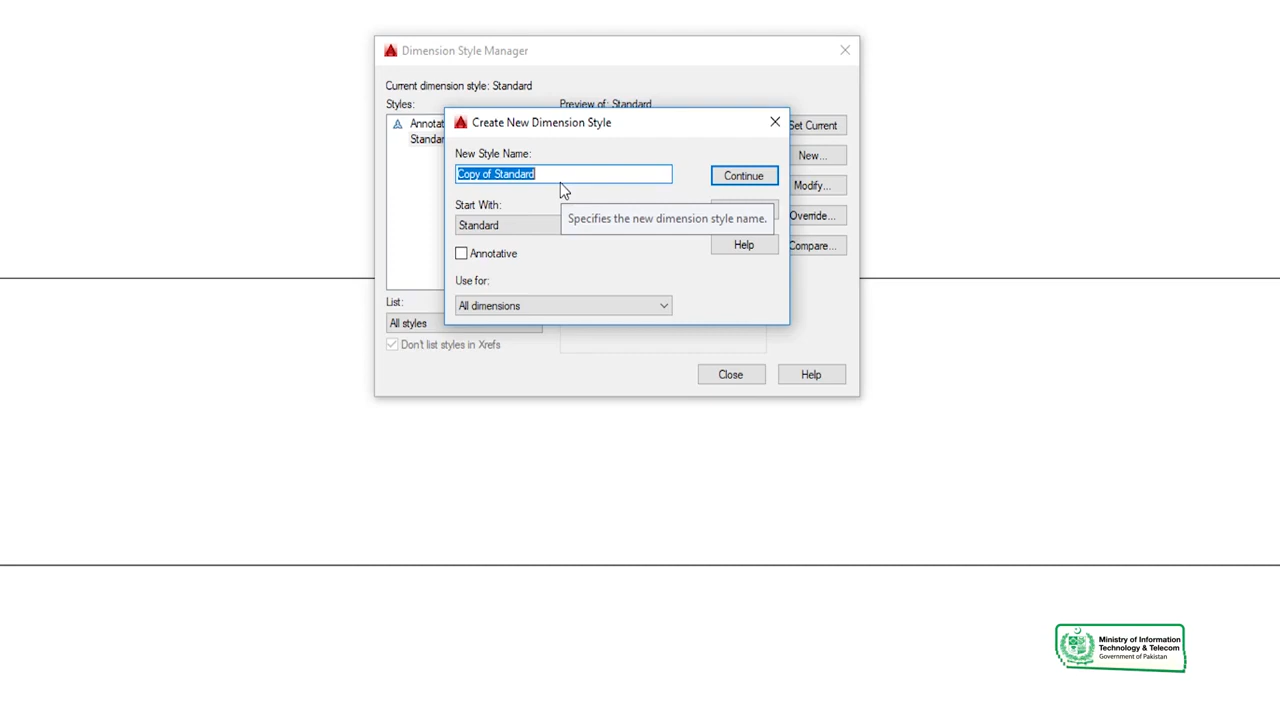 Dimension Style Manager
Current dimension style: Standard
Styles:
Preview of: Standard
Annotat
Standar
Set Current
New...
Modify...
Override...
Compare...
Create New Dimension Style
New Style Name:
Copy of Standard
Continue
Start With:
Standard
Specifies the new dimension style name.
Annotative
Help
Use for:
All dimensions
List:
All styles
Don't list styles in Xrefs
Close
Help
Ministry of Information
Technology & Telecom
Government of Pakistan